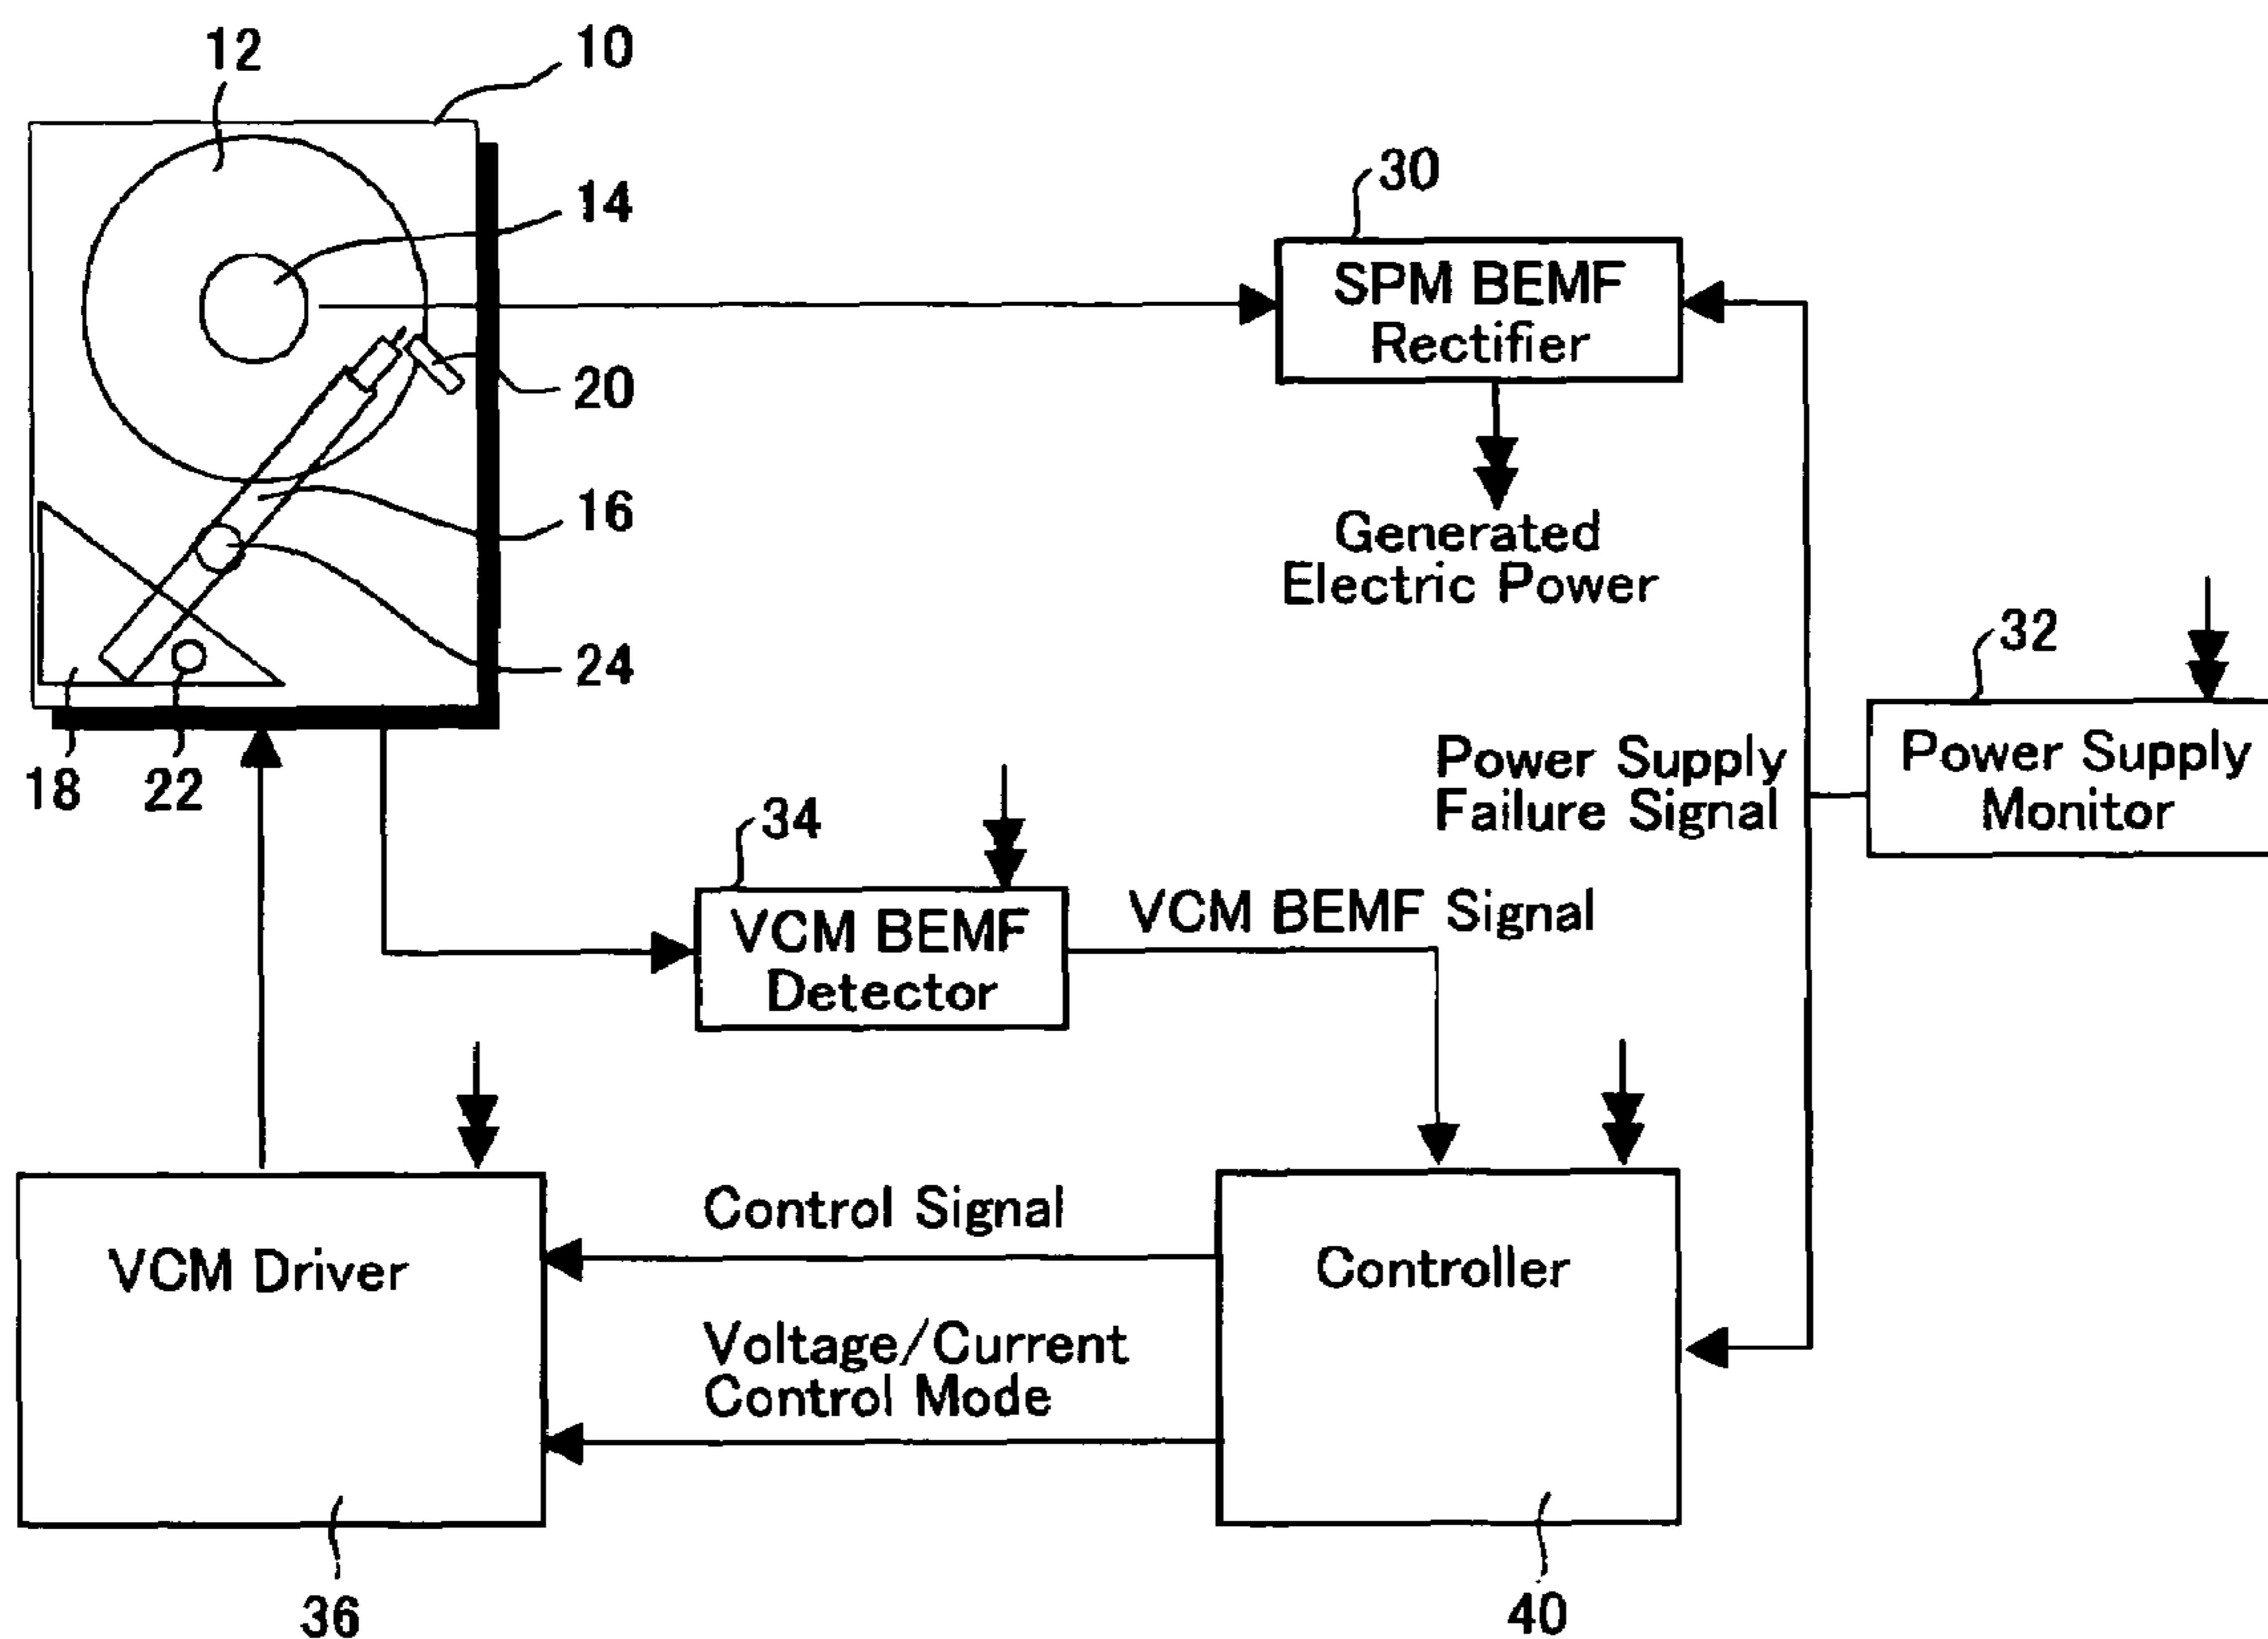 12
10
14
30
SPM BEMF
Rectifier
20
Generated
Electric Power
16
24
32
Power Supply
Monitor
Power Supply
Failure Signal
18
22
34
VCM BEMF
Detector
VCM BEMF Signal
Control Signal
VCM Driver
Controller
Voltage/Current
Control Mode
36
40